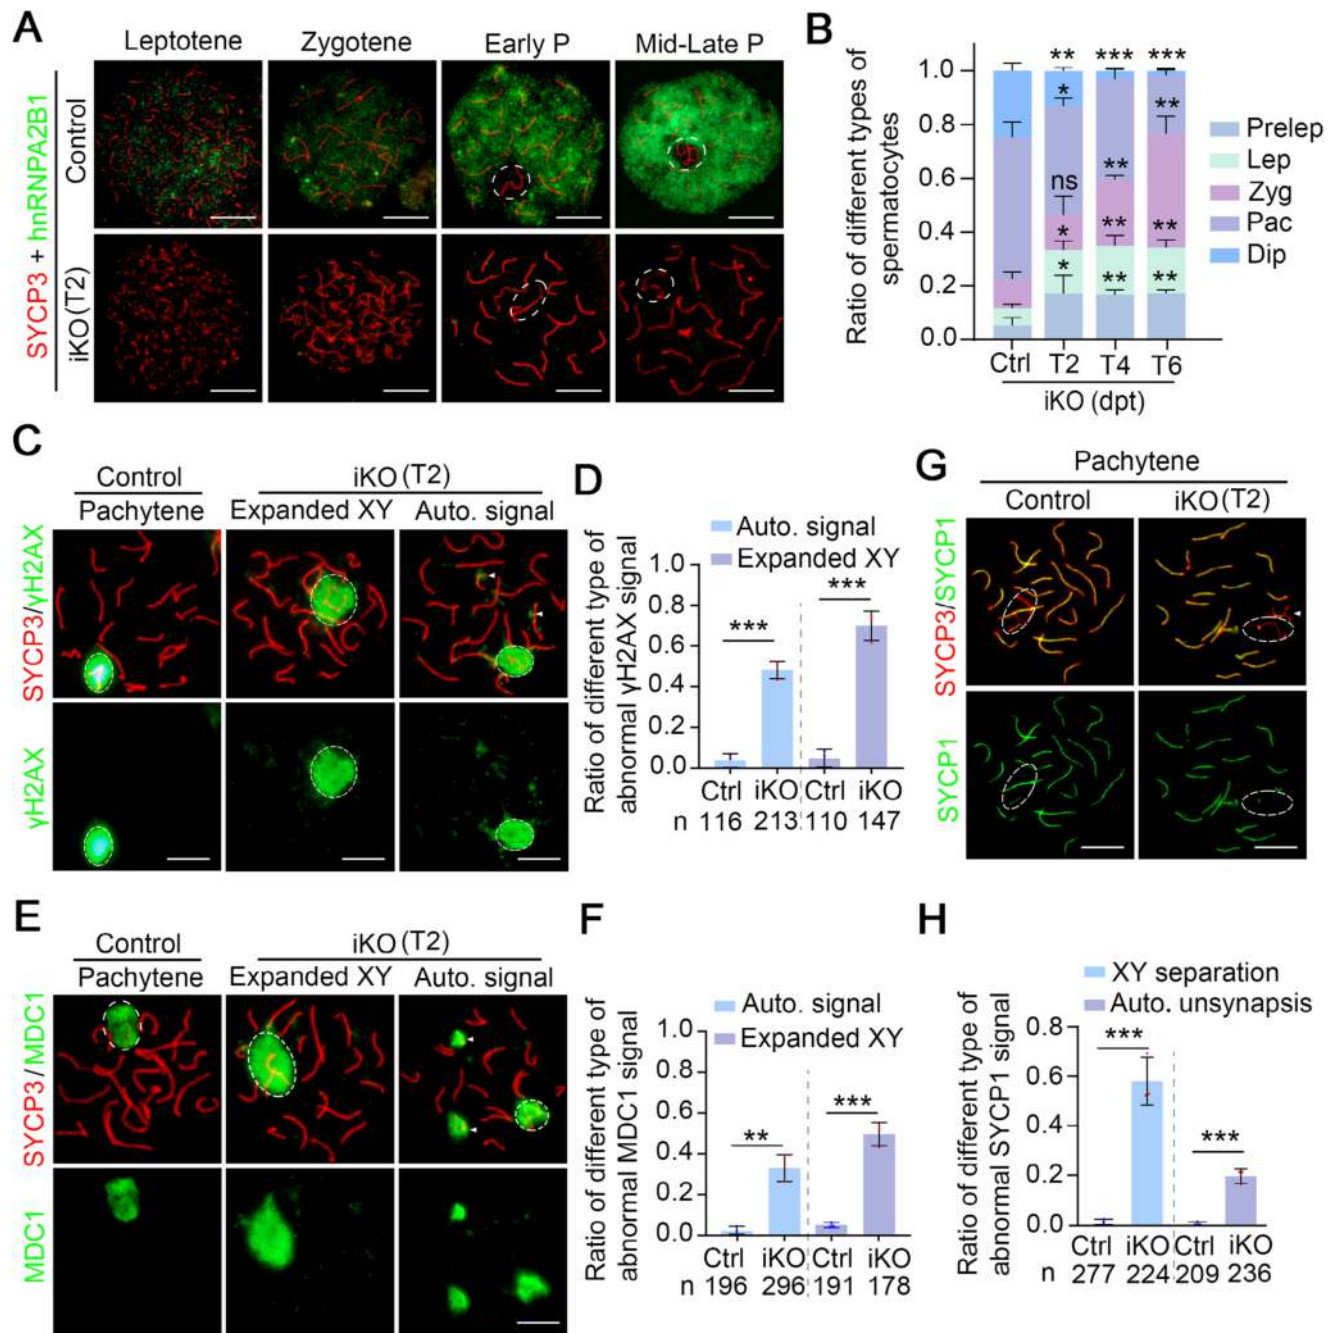 A
Leptotene Zygotene Early P Mid-Late P
SYCP3 + hnRNPA2B1
Control
iKO(T2)
B
Ratio of different types of
spermatocytes
1.0
0.8
0.6
0.4
0.2
0.0
** *** ***
* **
ns ** 
* ** **
* ** **
Ctrl T2 T4 T6
iKO (dpt)
Prelep
Lep
Zyg
Pac
Dip
C
Control iKO(T2)
Pachytene Expanded XY Auto. signal
SYCP3/γH2AX
γH2AX
D
Auto. signal
Expanded XY
Ratio of different type of
abnormal γH2AX signal
1.0
0.8
0.6
0.4
0.2
0.0
*** ***
Ctrl iKO Ctrl iKO
n 116 213 110 147
G
Pachytene
Control iKO(T2)
SYCP3/SYCP1
SYCP1
E
Control iKO(T2)
Pachytene Expanded XY Auto. signal
SYCP3/MDC1
MDC1
F
Auto. signal
Expanded XY
Ratio of different type of
abnormal MDC1 signal
1.0
0.8
0.6
0.4
0.2
0.0
** ***
Ctrl iKO Ctrl iKO
n 196 296 191 178
H
XY separation
Auto. unsynapsis
Ratio of different type of
abnormal SYCP1 signal
0.8
0.6
0.4
0.2
0.0
*** ***
Ctrl iKO Ctrl iKO
n 277 224 209 236